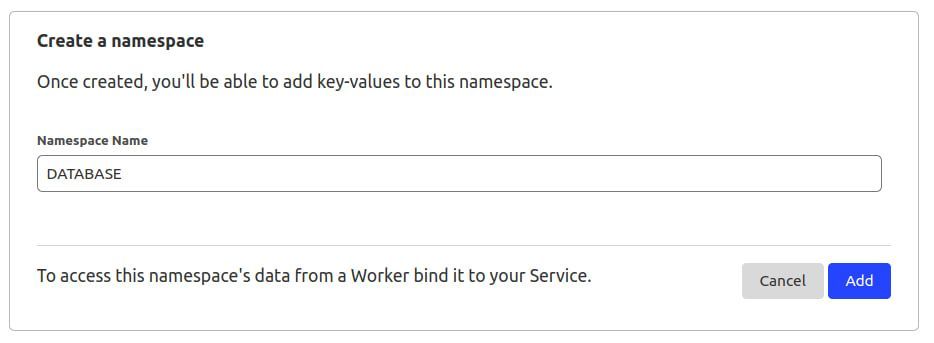 Create a namespace
Once created, you'll be able to add key-values to this namespace.
Namespace Name
DATABASE
To access this namespace's data from a Worker bind it to your Service.
Cancel
Add